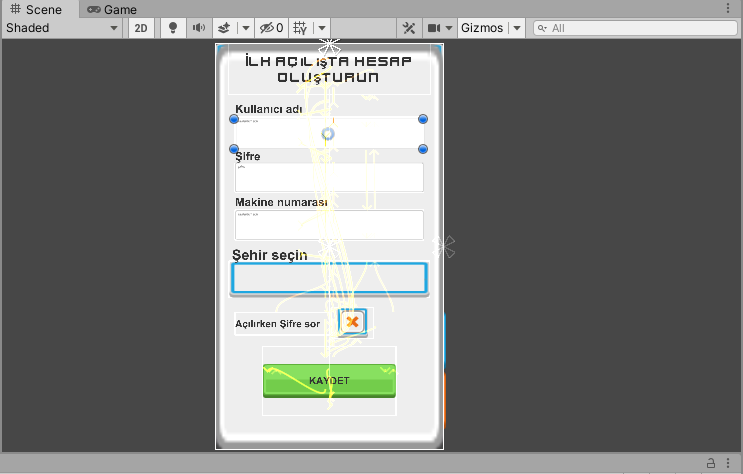 Scene
Game
Shaded
2D
0
Gizmos
All
İLK AÇILIŞTA HESAP
OLUŞTURUN
Kullanıcı adı
Şifre
Makine numarası
Şehir seçin
Açılırken Şifre sor
KAYDET